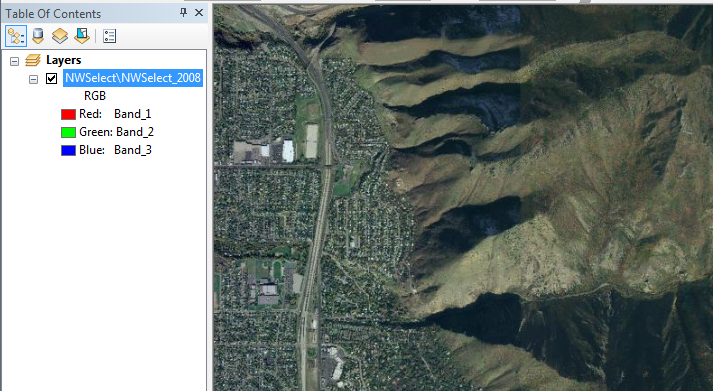 Table Of Contents
Layers
NWSelect\NWSelect_2008
RGB
Red: Band_1
Green: Band_2
Blue: Band_3